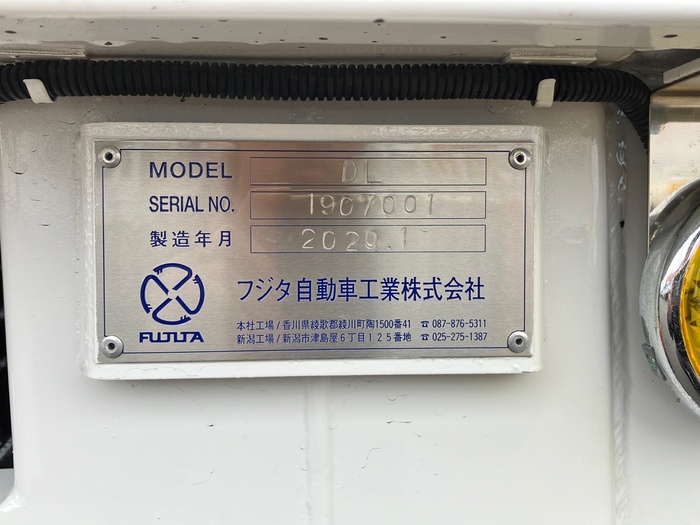 MODEL DL
SERIAL NO. 1907001
製造年月 2020.1
フジタ自動車工業株式会社
FUJITA
本社工場/香川県綾歌郡綾川町陶1500番41 ☎087-876-5311
新潟工場/新潟市津島屋6丁目125番地 ☎025-275-1387